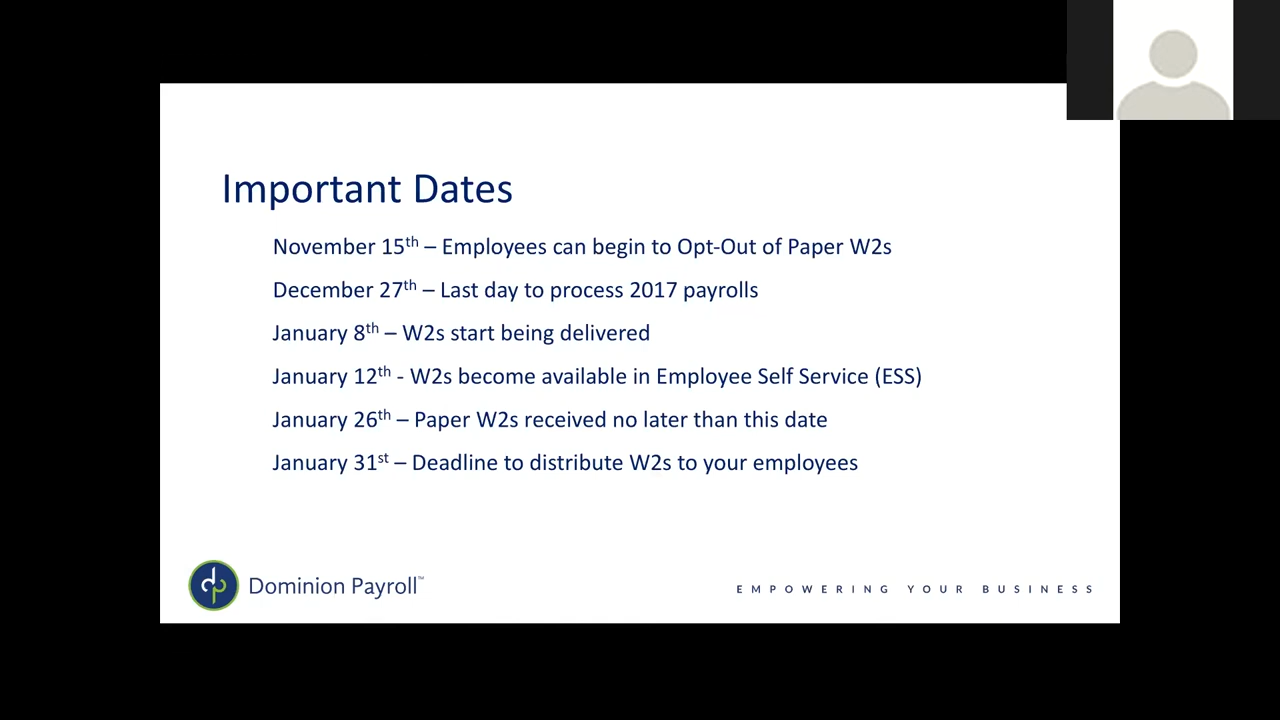 Important Dates
November 15th – Employees can begin to Opt-Out of Paper W2s
December 27th – Last day to process 2017 payrolls
January 8th – W2s start being delivered
January 12th - W2s become available in Employee Self Service (ESS)
January 26th – Paper W2s received no later than this date
January 31st – Deadline to distribute W2s to your employees
dp Dominion Payroll™
EMPOWERING YOUR BUSINESS